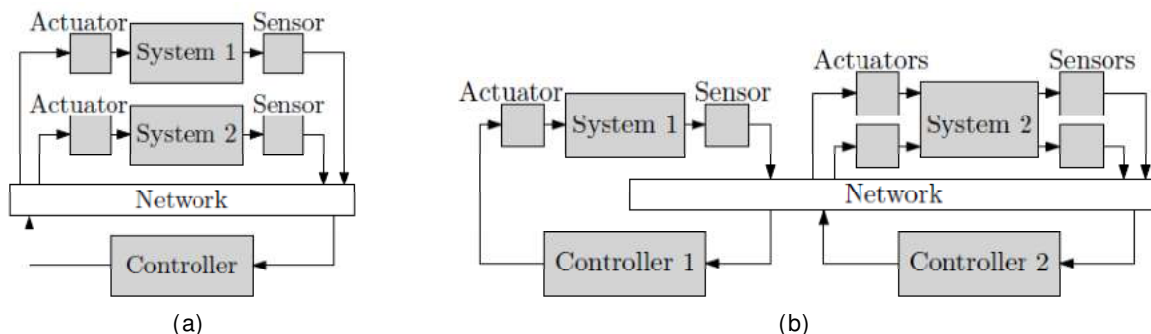 Actuator Sensor
System 1
Actuator Sensor
System 2
Network
Controller
(a)
Actuators Sensors
Actuator Sensor
System 1
System 2
Network
Controller 1
Controller 2
(b)